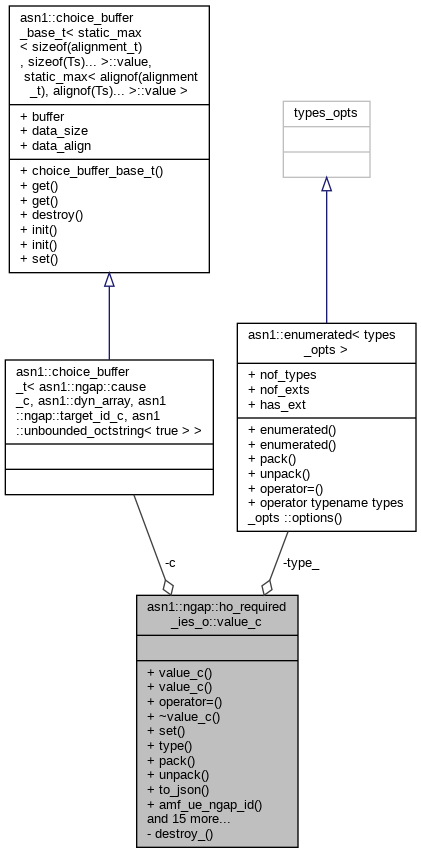 asn1::choice_buffer
_base_t< static_max
< sizeof(alignment_t)
, sizeof(Ts)... >::value,
static_max< alignof(alignment
_t), alignof(Ts)... >::value >
+ buffer
+ data_size
+ data_align
+ choice_buffer_base_t()
+ get()
+ get()
+ destroy()
+ init()
+ init()
+ set()
types_opts
asn1::choice_buffer
_t< asn1::ngap::cause
_c, asn1::dyn_array, asn1
::ngap::target_id_c, asn1
::unbounded_octstring< true > >
asn1::enumerated< types
_opts >
+ nof_types
+ nof_exts
+ has_ext
+ enumerated()
+ enumerated()
+ pack()
+ unpack()
+ operator=()
+ operator typename types
_opts ::options()
-c
-type_
asn1::ngap::ho_required
_ies_o::value_c
+ value_c()
+ value_c()
+ operator=()
+ ~value_c()
+ set()
+ type()
+ pack()
+ unpack()
+ to_json()
+ amf_ue_ngap_id()
and 15 more...
- destroy_()